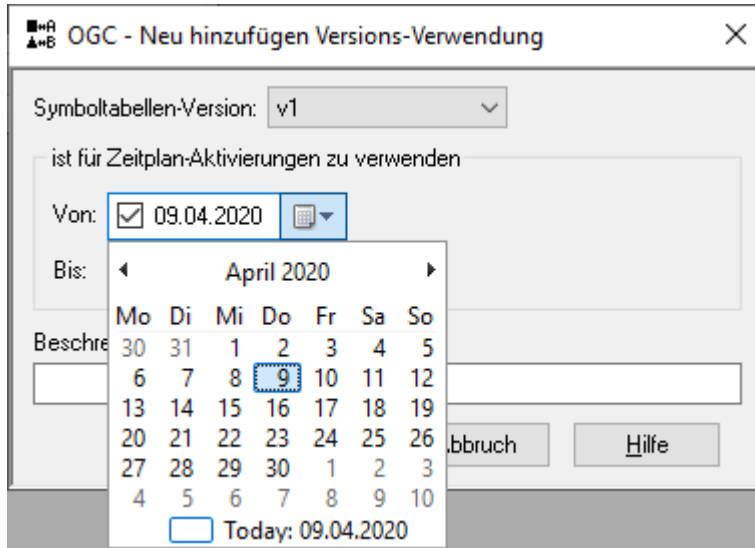 OGC - Neu hinzufügen Versions-Verwendung
Symboltabellen-Version: v1
ist für Zeitplan-Aktivierungen zu verwenden
Von: 09.04.2020
Bis:
April 2020
Mo Di Mi Do Fr Sa So
30 31 1 2 3 4 5
6 7 8 9 10 11 12
13 14 15 16 17 18 19
20 21 22 23 24 25 26
27 28 29 30 1 2 3
4 5 6 7 8 9 10
Today: 09.04.2020
Beschre
bbruch Hilfe